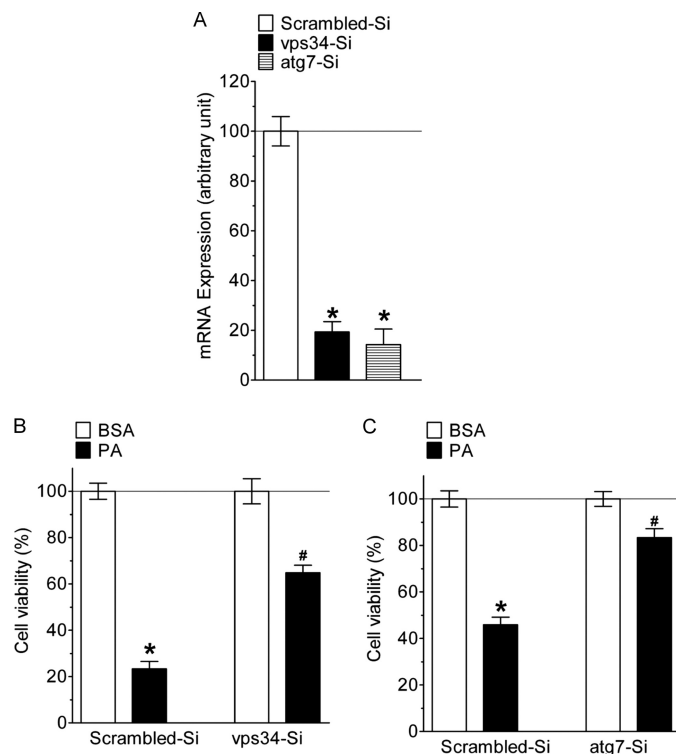 A
Scrambled-Si
vps34-Si
atg7-Si
mRNA Expression (arbitrary unit)
120
100
80
60
40
20
0
*
*
B
BSA
PA
Cell viability (%)
100
80
60
40
20
0
*
#
Scrambled-Si
vps34-Si
C
BSA
PA
Cell viability (%)
100
80
60
40
20
0
*
#
Scrambled-Si
atg7-Si